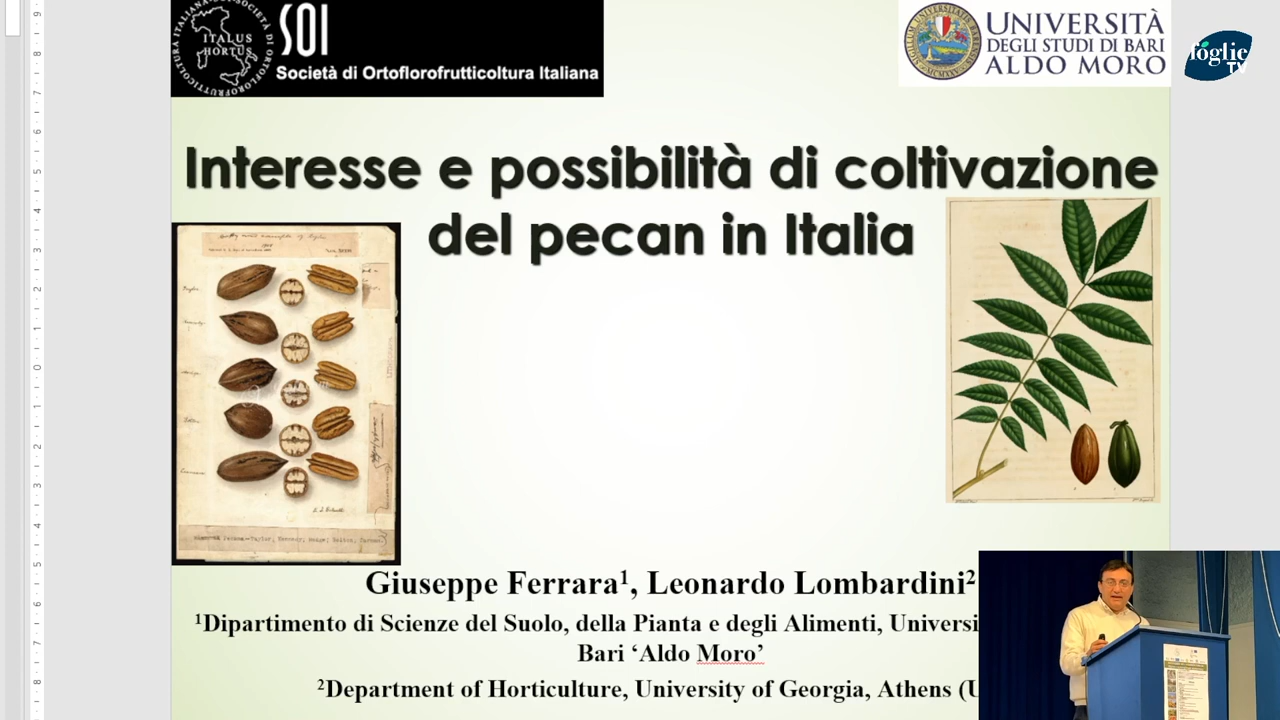 SOI
Società di Ortoflorofrutticoltura Italiana
ITALUS
HORTUS
UNIVERSITÀ
DEGLI STUDI DI BARI
ALDO MORO
foglie
TV
Interesse e possibilità di coltivazione
del pecan in Italia
Giuseppe Ferrara¹, Leonardo Lombardini²
¹Dipartimento di Scienze del Suolo, della Pianta e degli Alimenti, Universi
Bari ‘Aldo Moro’
²Department of Horticulture, University of Georgia, Athens (U